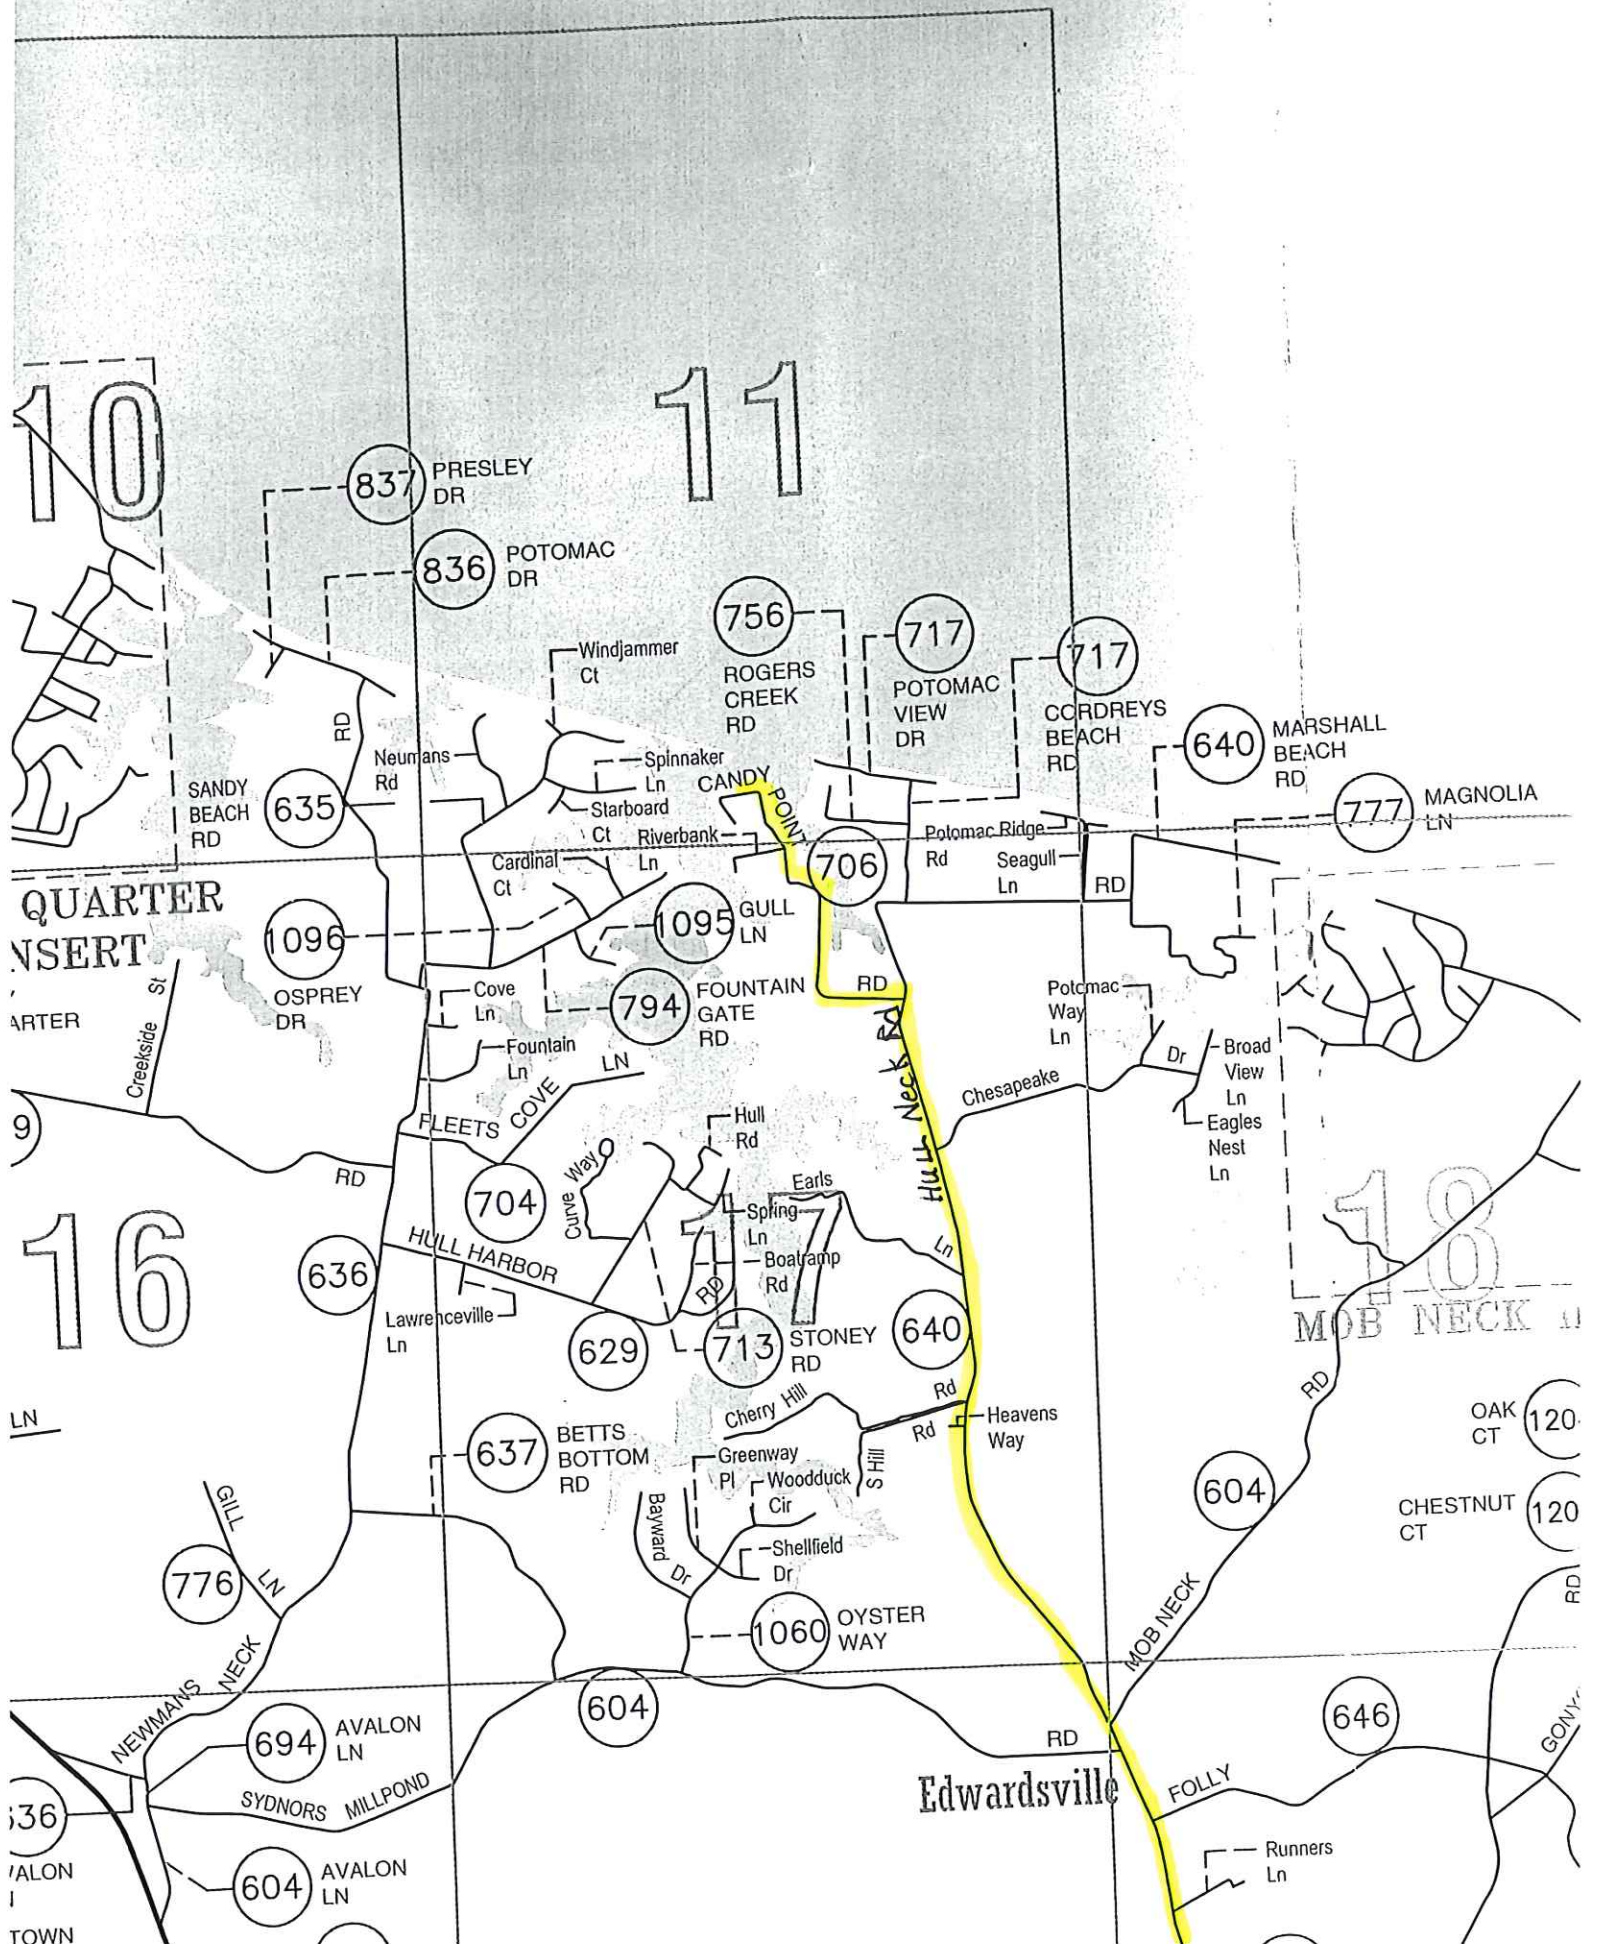 10
11
837
PRESLEY
DR
836
POTOMAC
DR
756
ROGERS
CREEK
RD
717
POTOMAC
VIEW
DR
717
CORDREYS
BEACH
RD
640
MARSHALL
BEACH
RD
777
MAGNOLIA
LN
Windjammer
Ct
RD
Neumans
Rd
Spinnaker
Ln
CANDY
POINT
SANDY
BEACH
RD
635
Starboard
Ct
Riverbank
Ln
Cardinal
Ct
706
Potomac Ridge
Rd
Seagull
Ln
RD
QUARTER
NSERT
ARTER
1096
OSPREY
DR
1095
GULL
LN
794
FOUNTAIN
GATE
RD
RD
Cove
Ln
Fountain
Ln
Creekside St
Hull Neck Rd
Potomac
Way
Ln
Dr
Broad
View
Ln
Eagles
Nest
Ln
Chesapeake
9
RD
FLEETS COVE LN
704
Hull
Rd
Curve Way
17
Spring
Ln
Boatramp
Rd
Earls
Ln
18
MOB NECK
16
636
HULL HARBOR
RD
Lawrenceville
Ln
629
713
STONEY
RD
640
RD
LN
637
BETTS
BOTTOM
RD
Cherry Hill
Rd
Rd
S Hill
Heavens
Way
Greenway
Pl
Woodduck
Cir
Bayward
Dr
Shellfield
Dr
604
OAK
CT
120
CHESTNUT
CT
120
RD
GILL
LN
776
1060
OYSTER
WAY
MOB NECK
NEWMANS
NECK
604
RD
646
694
AVALON
LN
SYDNORS MILLPOND
Edwardsville
FOLLY
Runners
Ln
604
AVALON
LN
36
TOWN